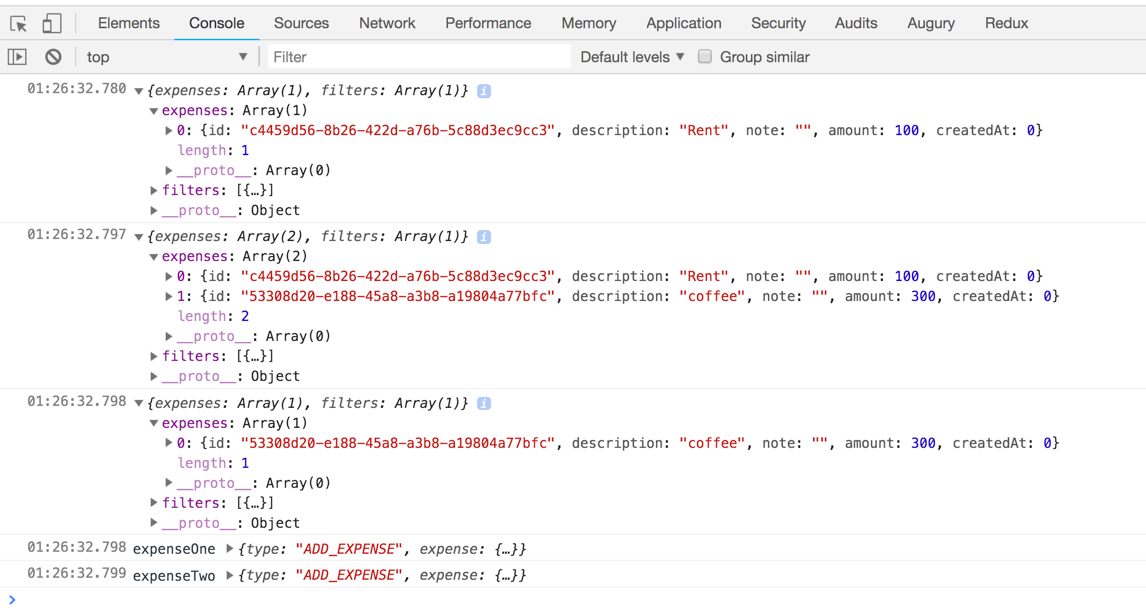 Elements Console Sources Network Performance Memory Application Security Audits Augury Redux
top Filter Default levels Group similar
01:26:32.780 {expenses: Array(1), filters: Array(1)} i
expenses: Array(1)
0: {id: "c4459d56-8b26-422d-a76b-5c88d3ec9cc3", description: "Rent", note: "", amount: 100, createdAt: 0}
length: 1
__proto__: Array(0)
filters: [{…}]
__proto__: Object
01:26:32.797 {expenses: Array(2), filters: Array(1)} i
expenses: Array(2)
0: {id: "c4459d56-8b26-422d-a76b-5c88d3ec9cc3", description: "Rent", note: "", amount: 100, createdAt: 0}
1: {id: "53308d20-e188-45a8-a3b8-a19804a77bfc", description: "coffee", note: "", amount: 300, createdAt: 0}
length: 2
__proto__: Array(0)
filters: [{…}]
__proto__: Object
01:26:32.798 {expenses: Array(1), filters: Array(1)} i
expenses: Array(1)
0: {id: "53308d20-e188-45a8-a3b8-a19804a77bfc", description: "coffee", note: "", amount: 300, createdAt: 0}
length: 1
__proto__: Array(0)
filters: [{…}]
__proto__: Object
01:26:32.798 expenseOne {type: "ADD_EXPENSE", expense: {…}}
01:26:32.799 expenseTwo {type: "ADD_EXPENSE", expense: {…}}